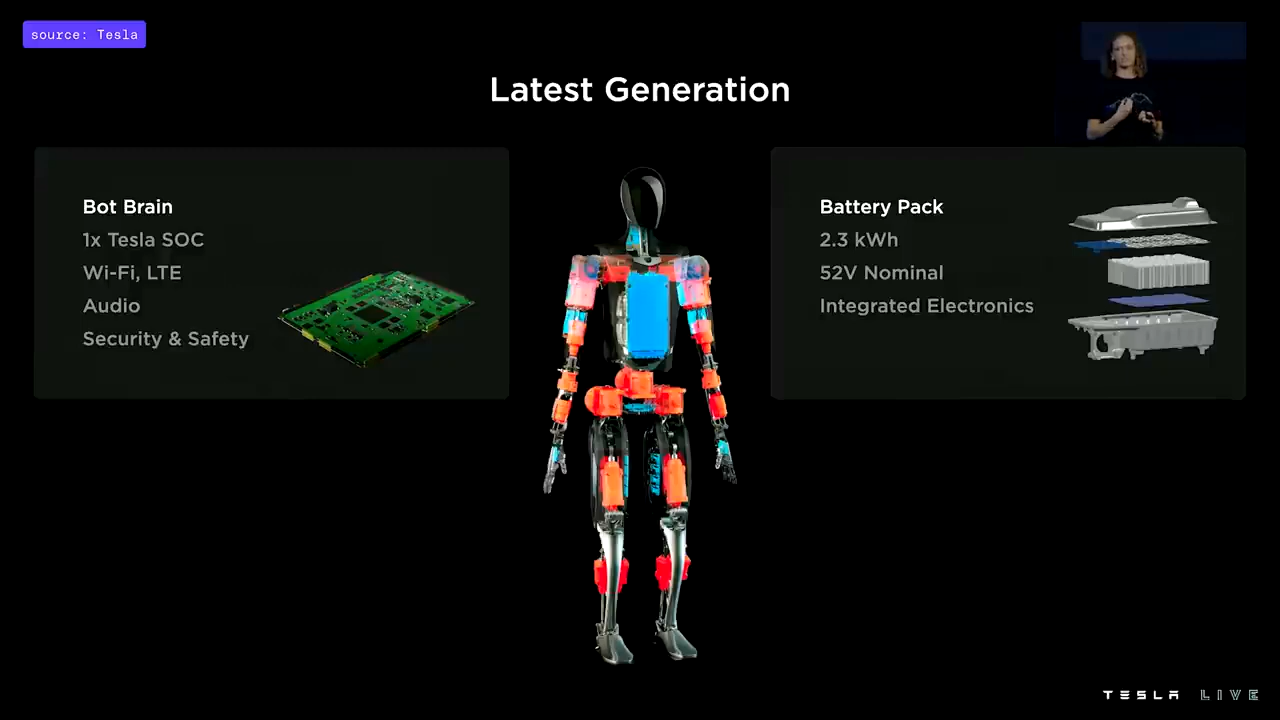 source: Tesla
Latest Generation
Bot Brain
1x Tesla SOC
Wi-Fi, LTE
Audio
Security & Safety
Battery Pack
2.3 kWh
52V Nominal
Integrated Electronics
TESLA LIVE